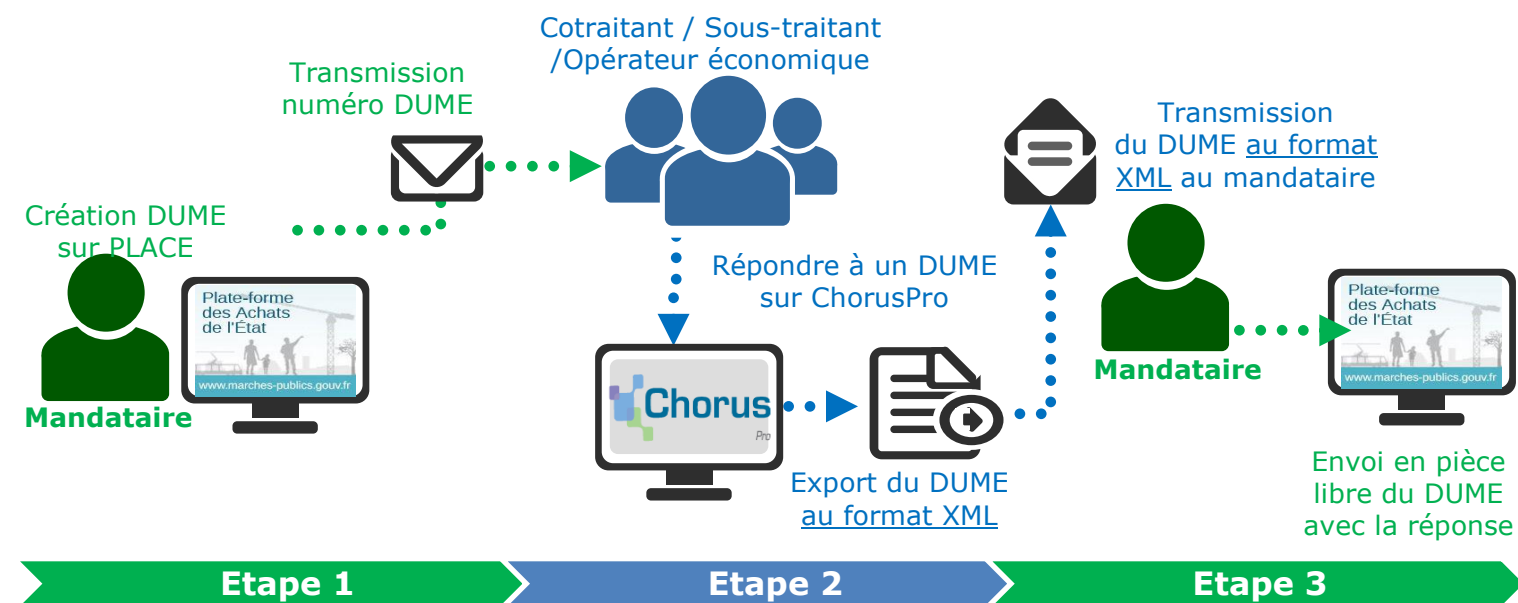 Cotraitant / Sous-traitant
/Opérateur économique
Transmission
numéro DUME
Transmission
du DUME au format
XML au mandataire
Création DUME
sur PLACE
Plate-forme
des Achats
de l'État
www.marches-publics.gouv.fr
Mandataire
Répondre à un DUME
sur ChorusPro
Chorus
Pro
Export du DUME
au format XML
Mandataire
Plate-forme
des Achats
de l'État
www.marches-publics.gouv.fr
Envoi en pièce
libre du DUME
avec la réponse
Etape 1
Etape 2
Etape 3